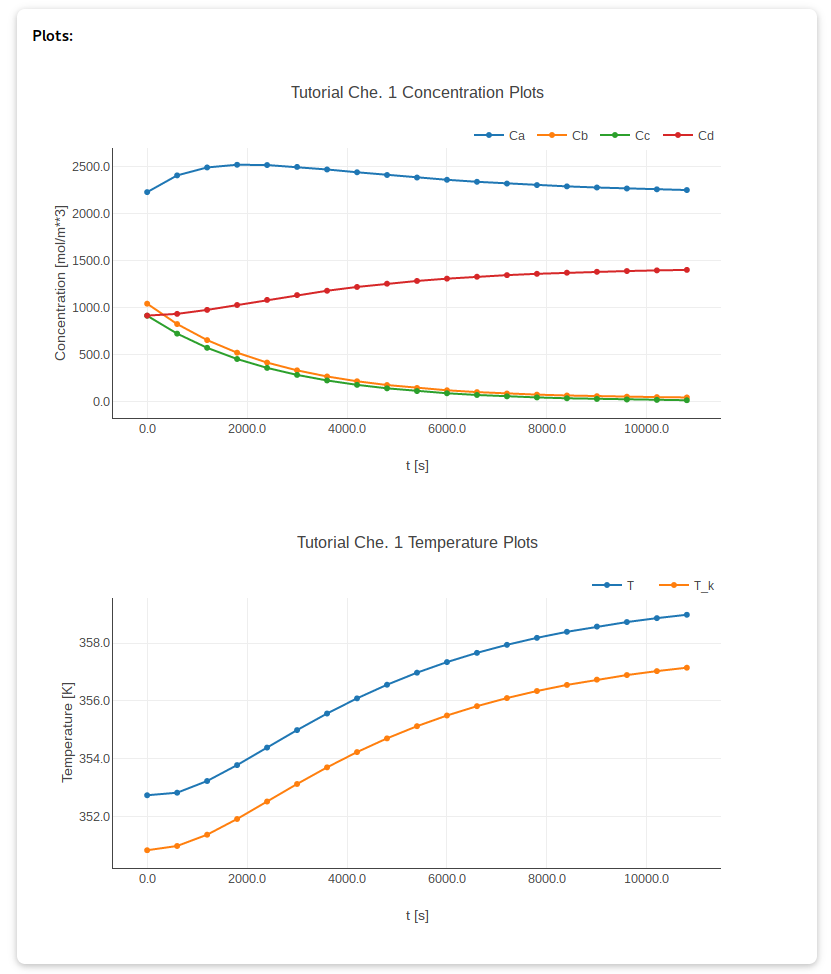 Plots:
Tutorial Che. 1 Concentration Plots
Ca Cb Cc Cd
Concentration [mol/m**3]
2500.0
2000.0
1500.0
1000.0
500.0
0.0
0.0 2000.0 4000.0 6000.0 8000.0 10000.0
t [s]
Tutorial Che. 1 Temperature Plots
T T_k
Temperature [K]
358.0
356.0
354.0
352.0
0.0 2000.0 4000.0 6000.0 8000.0 10000.0
t [s]